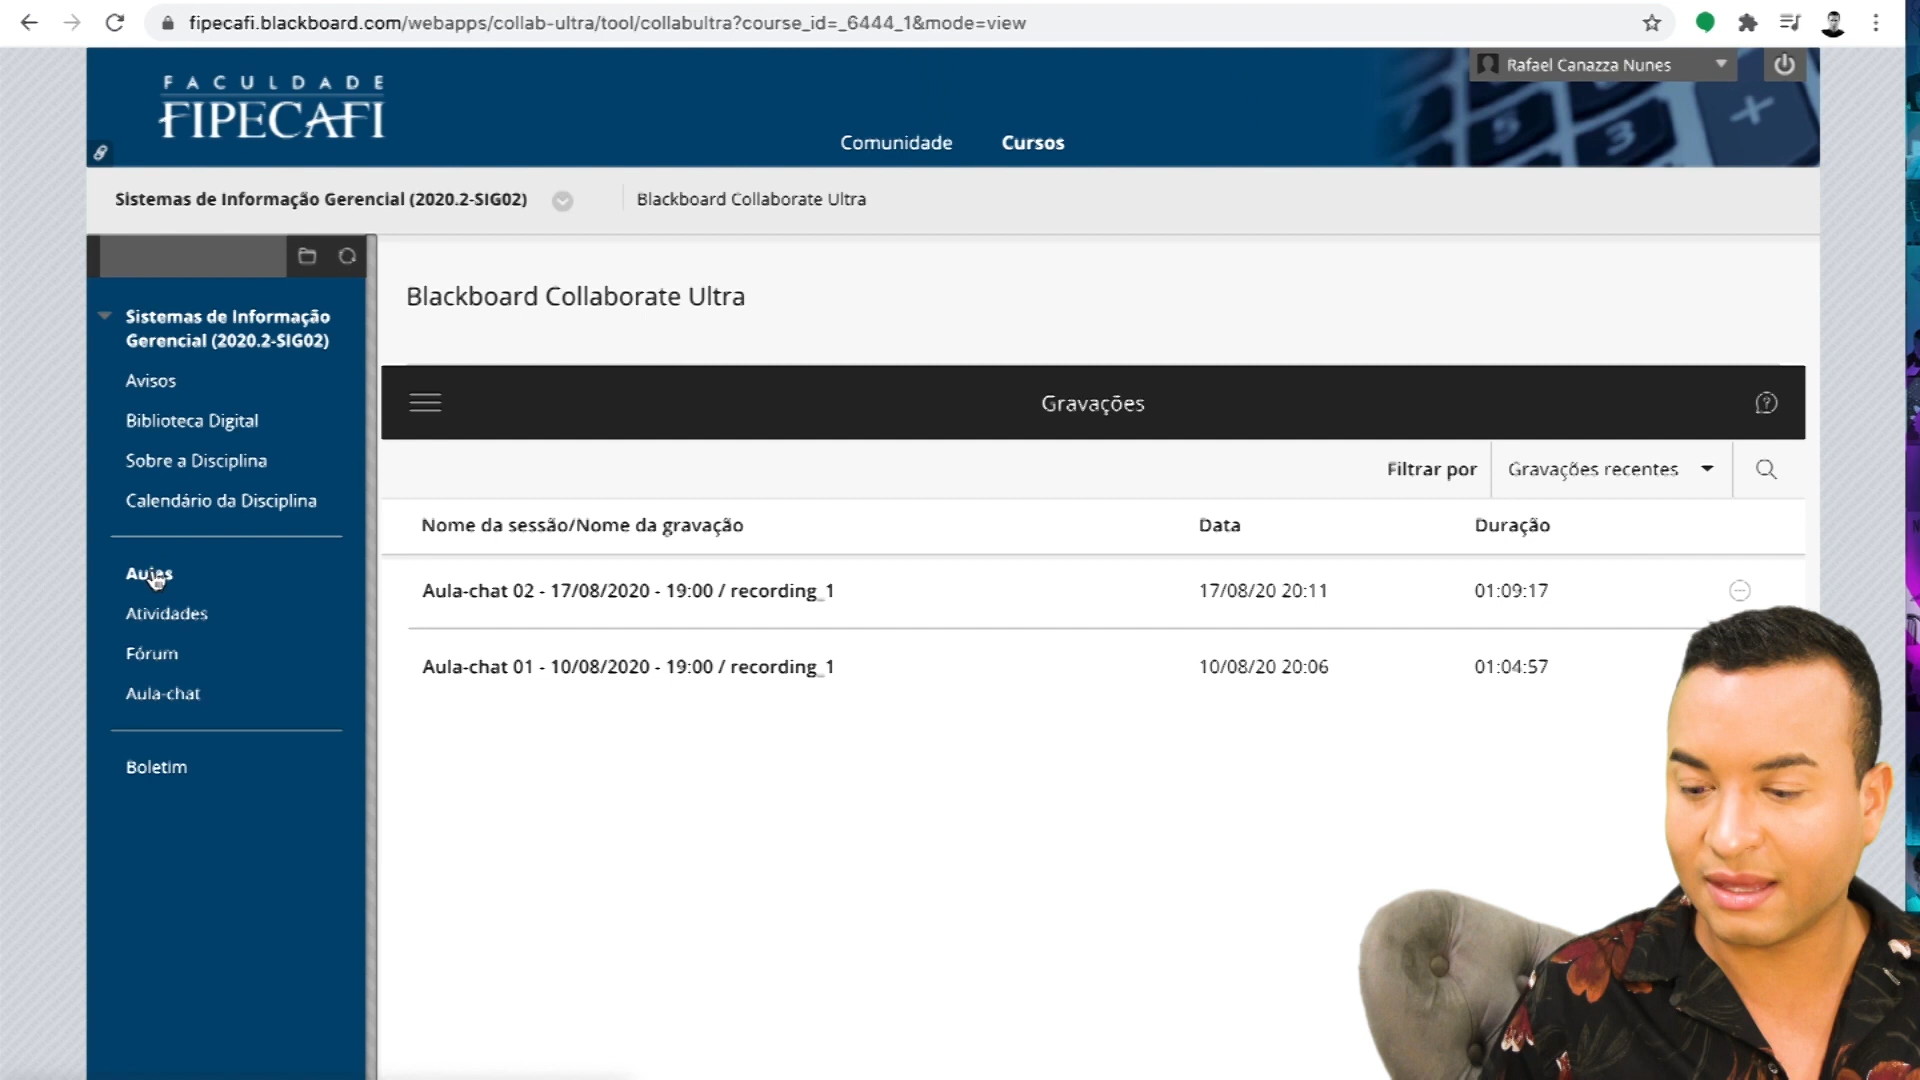 fipecafi.blackboard.com/webapps/collab-ultra/tool/collabultra?course_id=_6444_1&mode=view
Rafael Canazza Nunes
FACULDADE
FIPECAFI
Comunidade
Cursos
Sistemas de Informação Gerencial (2020.2-SIG02)
Blackboard Collaborate Ultra
Sistemas de Informação
Gerencial (2020.2-SIG02)
Avisos
Biblioteca Digital
Sobre a Disciplina
Calendário da Disciplina
Aulas
Atividades
Fórum
Aula-chat
Boletim
Blackboard Collaborate Ultra
Gravações
Filtrar por
Gravações recentes
Nome da sessão/Nome da gravação
Data
Duração
Aula-chat 02 - 17/08/2020 - 19:00 / recording_1
17/08/20 20:11
01:09:17
Aula-chat 01 - 10/08/2020 - 19:00 / recording_1
10/08/20 20:06
01:04:57
5
3
+